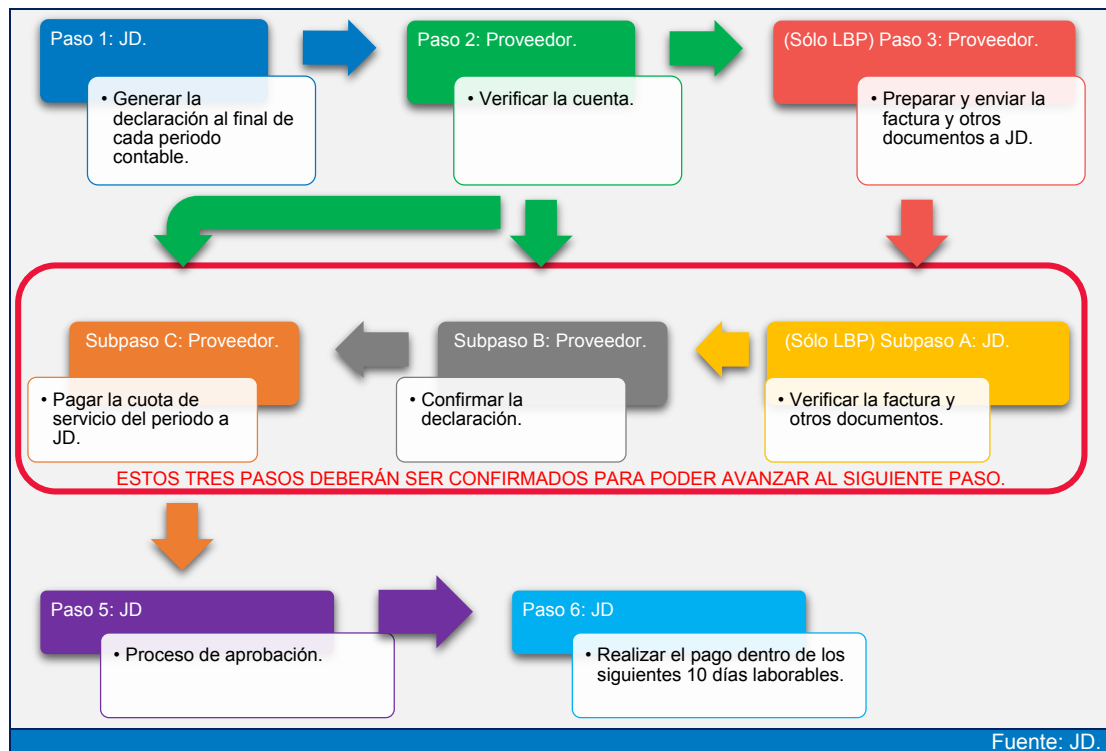 Paso 1: JD.
• Generar la
declaración al final de
cada periodo
contable.
Paso 2: Proveedor.
• Verificar la cuenta.
(Sólo LBP) Paso 3: Proveedor.
• Preparar y enviar la
factura y otros
documentos a JD.
Subpaso C: Proveedor.
• Pagar la cuota de
servicio del periodo a
JD.
Subpaso B: Proveedor.
• Confirmar la
declaración.
(Sólo LBP) Subpaso A: JD.
• Verificar la factura y
otros documentos.
ESTOS TRES PASOS DEBERÁN SER CONFIRMADOS PARA PODER AVANZAR AL SIGUIENTE PASO.
Paso 5: JD
• Proceso de aprobación.
Paso 6: JD
• Realizar el pago dentro de los
siguientes 10 días laborables.
Fuente: JD.